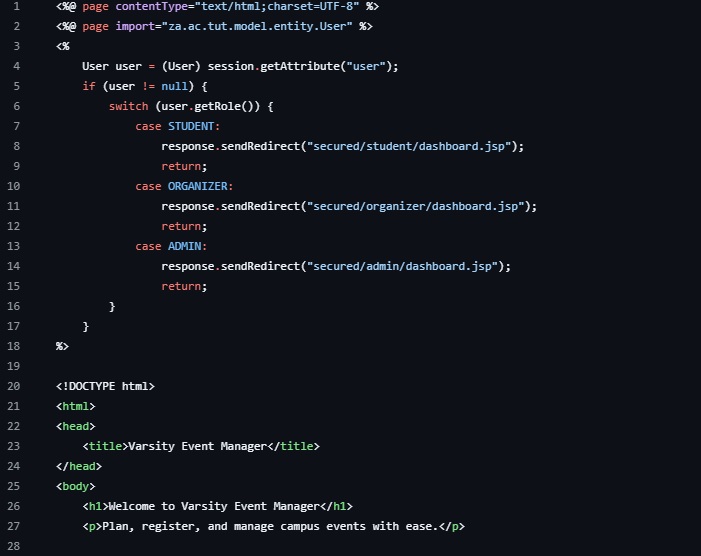 1 <%@ page contentType="text/html;charset=UTF-8" %>
2 <%@ page import="za.ac.tut.model.entity.User" %>
3 <%
4     User user = (User) session.getAttribute("user");
5     if (user != null) {
6         switch (user.getRole()) {
7             case STUDENT:
8                 response.sendRedirect("secured/student/dashboard.jsp");
9                 return;
10             case ORGANIZER:
11                 response.sendRedirect("secured/organizer/dashboard.jsp");
12                 return;
13             case ADMIN:
14                 response.sendRedirect("secured/admin/dashboard.jsp");
15                 return;
16         }
17     }
18 %>
19
20 <!DOCTYPE html>
21 <html>
22 <head>
23     <title>Varsity Event Manager</title>
24 </head>
25 <body>
26     <h1>Welcome to Varsity Event Manager</h1>
27     <p>Plan, register, and manage campus events with ease.</p>
28